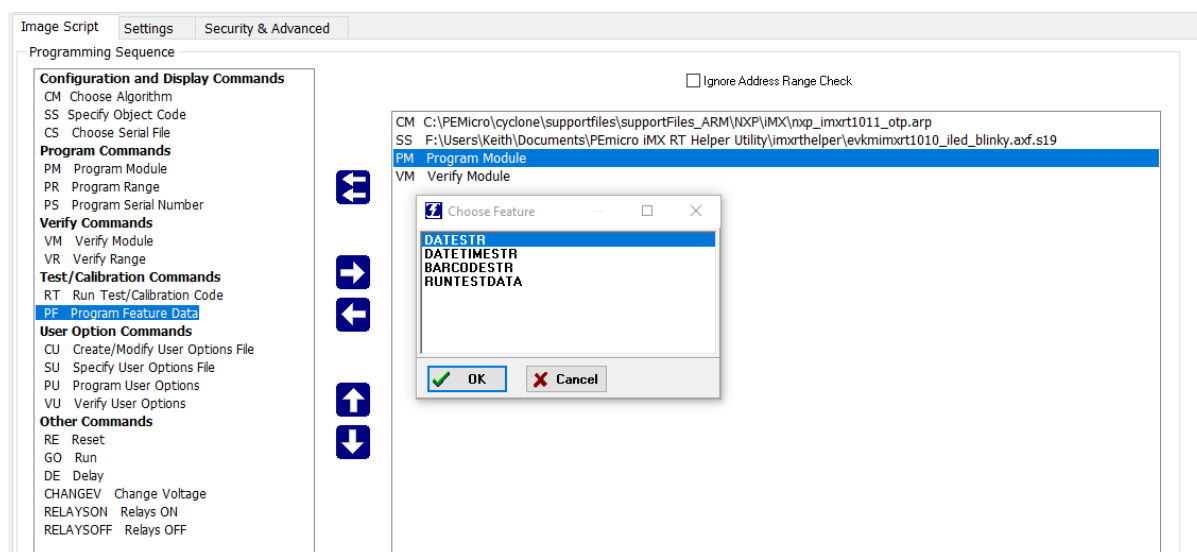 Image Script Settings Security & Advanced
Programming Sequence
Configuration and Display Commands
CM Choose Algorithm
SS Specify Object Code
CS Choose Serial File
Program Commands
PM Program Module
PR Program Range
PS Program Serial Number
Verify Commands
VM Verify Module
VR Verify Range
Test/Calibration Commands
RT Run Test/Calibration Code
PF Program Feature Data
User Option Commands
CU Create/Modify User Options File
SU Specify User Options File
PU Program User Options
VU Verify User Options
Other Commands
RE Reset
GO Run
DE Delay
CHANGEV Change Voltage
RELAYSON Relays ON
RELAYSOFF Relays OFF
Ignore Address Range Check
CM C:\PEMicro\cyclone\supportfiles\supportFiles_ARM\NXP\iMX\nxp_imxrt1011_otp.arp
SS F:\Users\Keith\Documents\PEmicro iMX RT Helper Utility\imxrthelper\evkmimxrt1010_iled_blinky.axf.s19
PM Program Module
VM Verify Module
Choose Feature
DATESTR
DATETIMESTR
BARCODESTR
RUNTESTDATA
OK Cancel